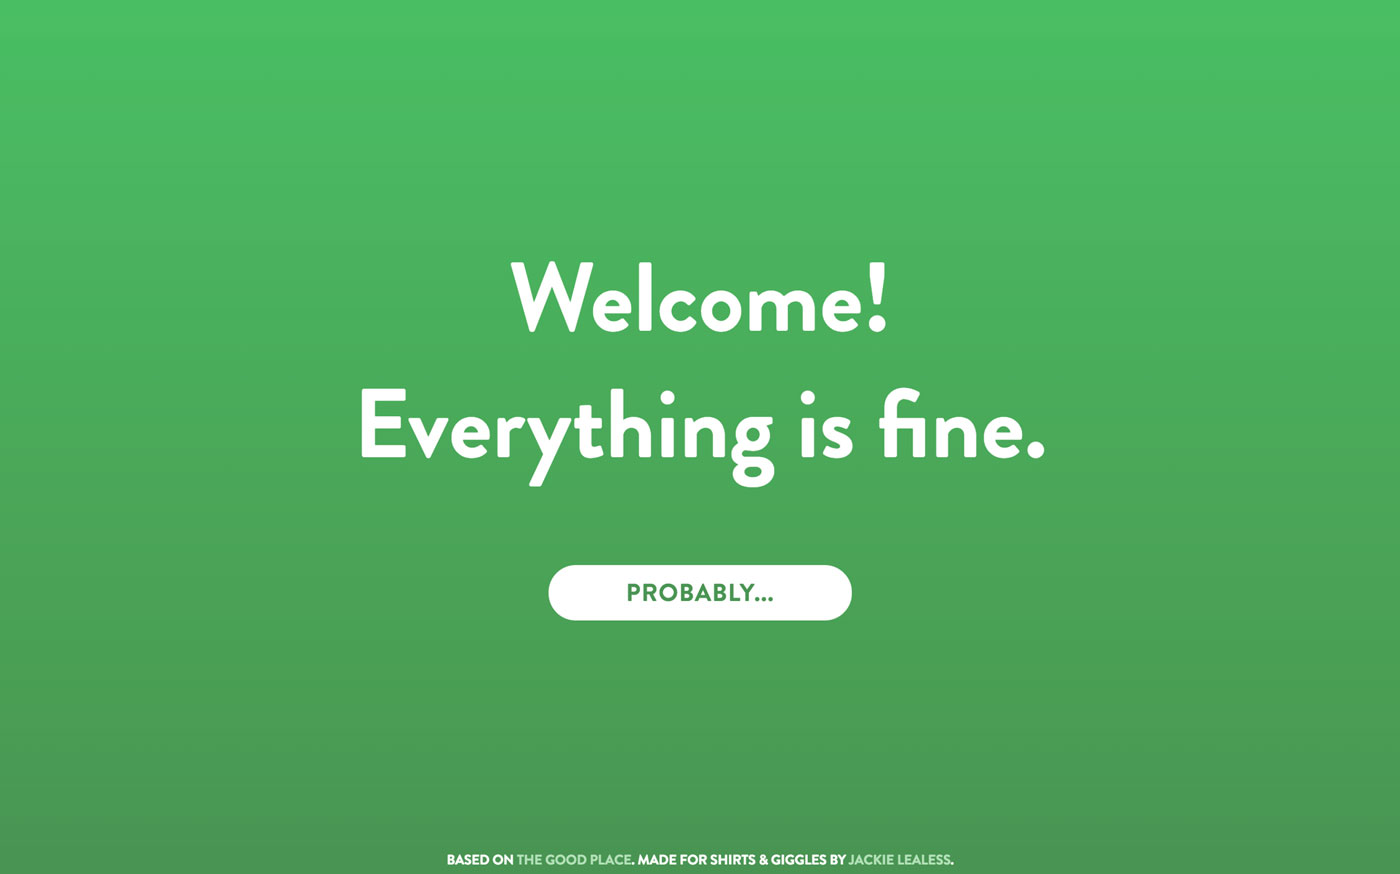 Welcome!
Everything is fine.
PROBABLY...
BASED ON THE GOOD PLACE. MADE FOR SHIRTS & GIGGLES BY JACKIE LEALESS.